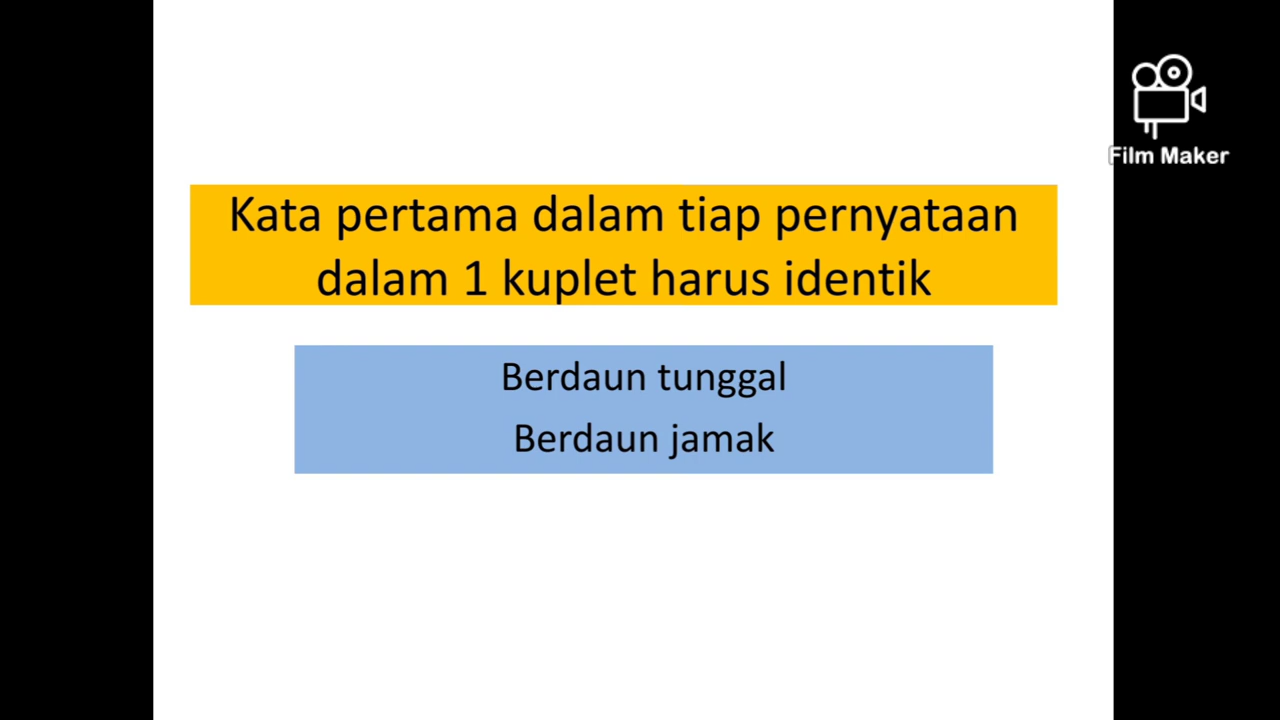 Film Maker
Kata pertama dalam tiap pernyataan
dalam 1 kuplet harus identik
Berdaun tunggal
Berdaun jamak